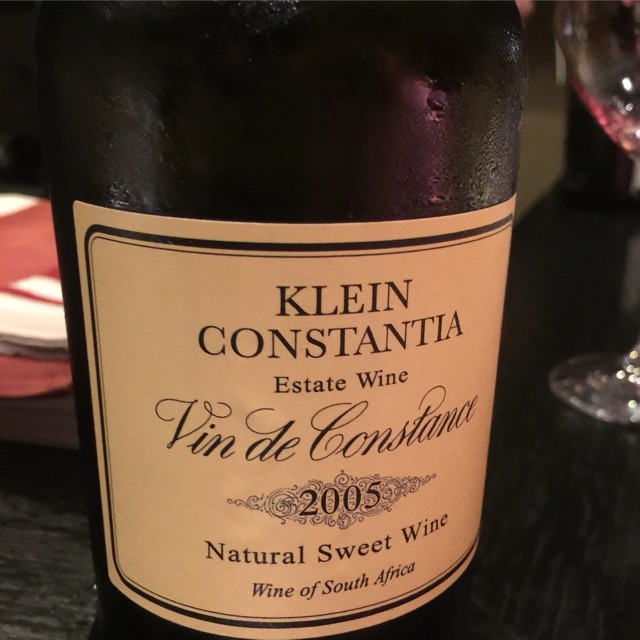 KLEIN
CONSTANTIA
Estate Wine
Vin de Constance
2005
Natural Sweet Wine
Wine of South Africa